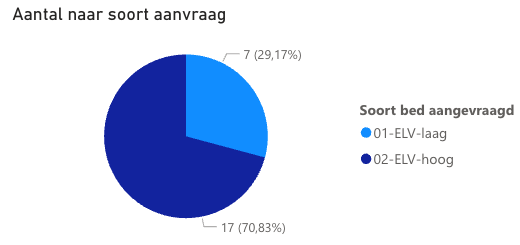 Aantal naar soort aanvraag
7 (29,17%)
Soort bed aangevraagd
01-ELV-laag
02-ELV-hoog
17 (70,83%)